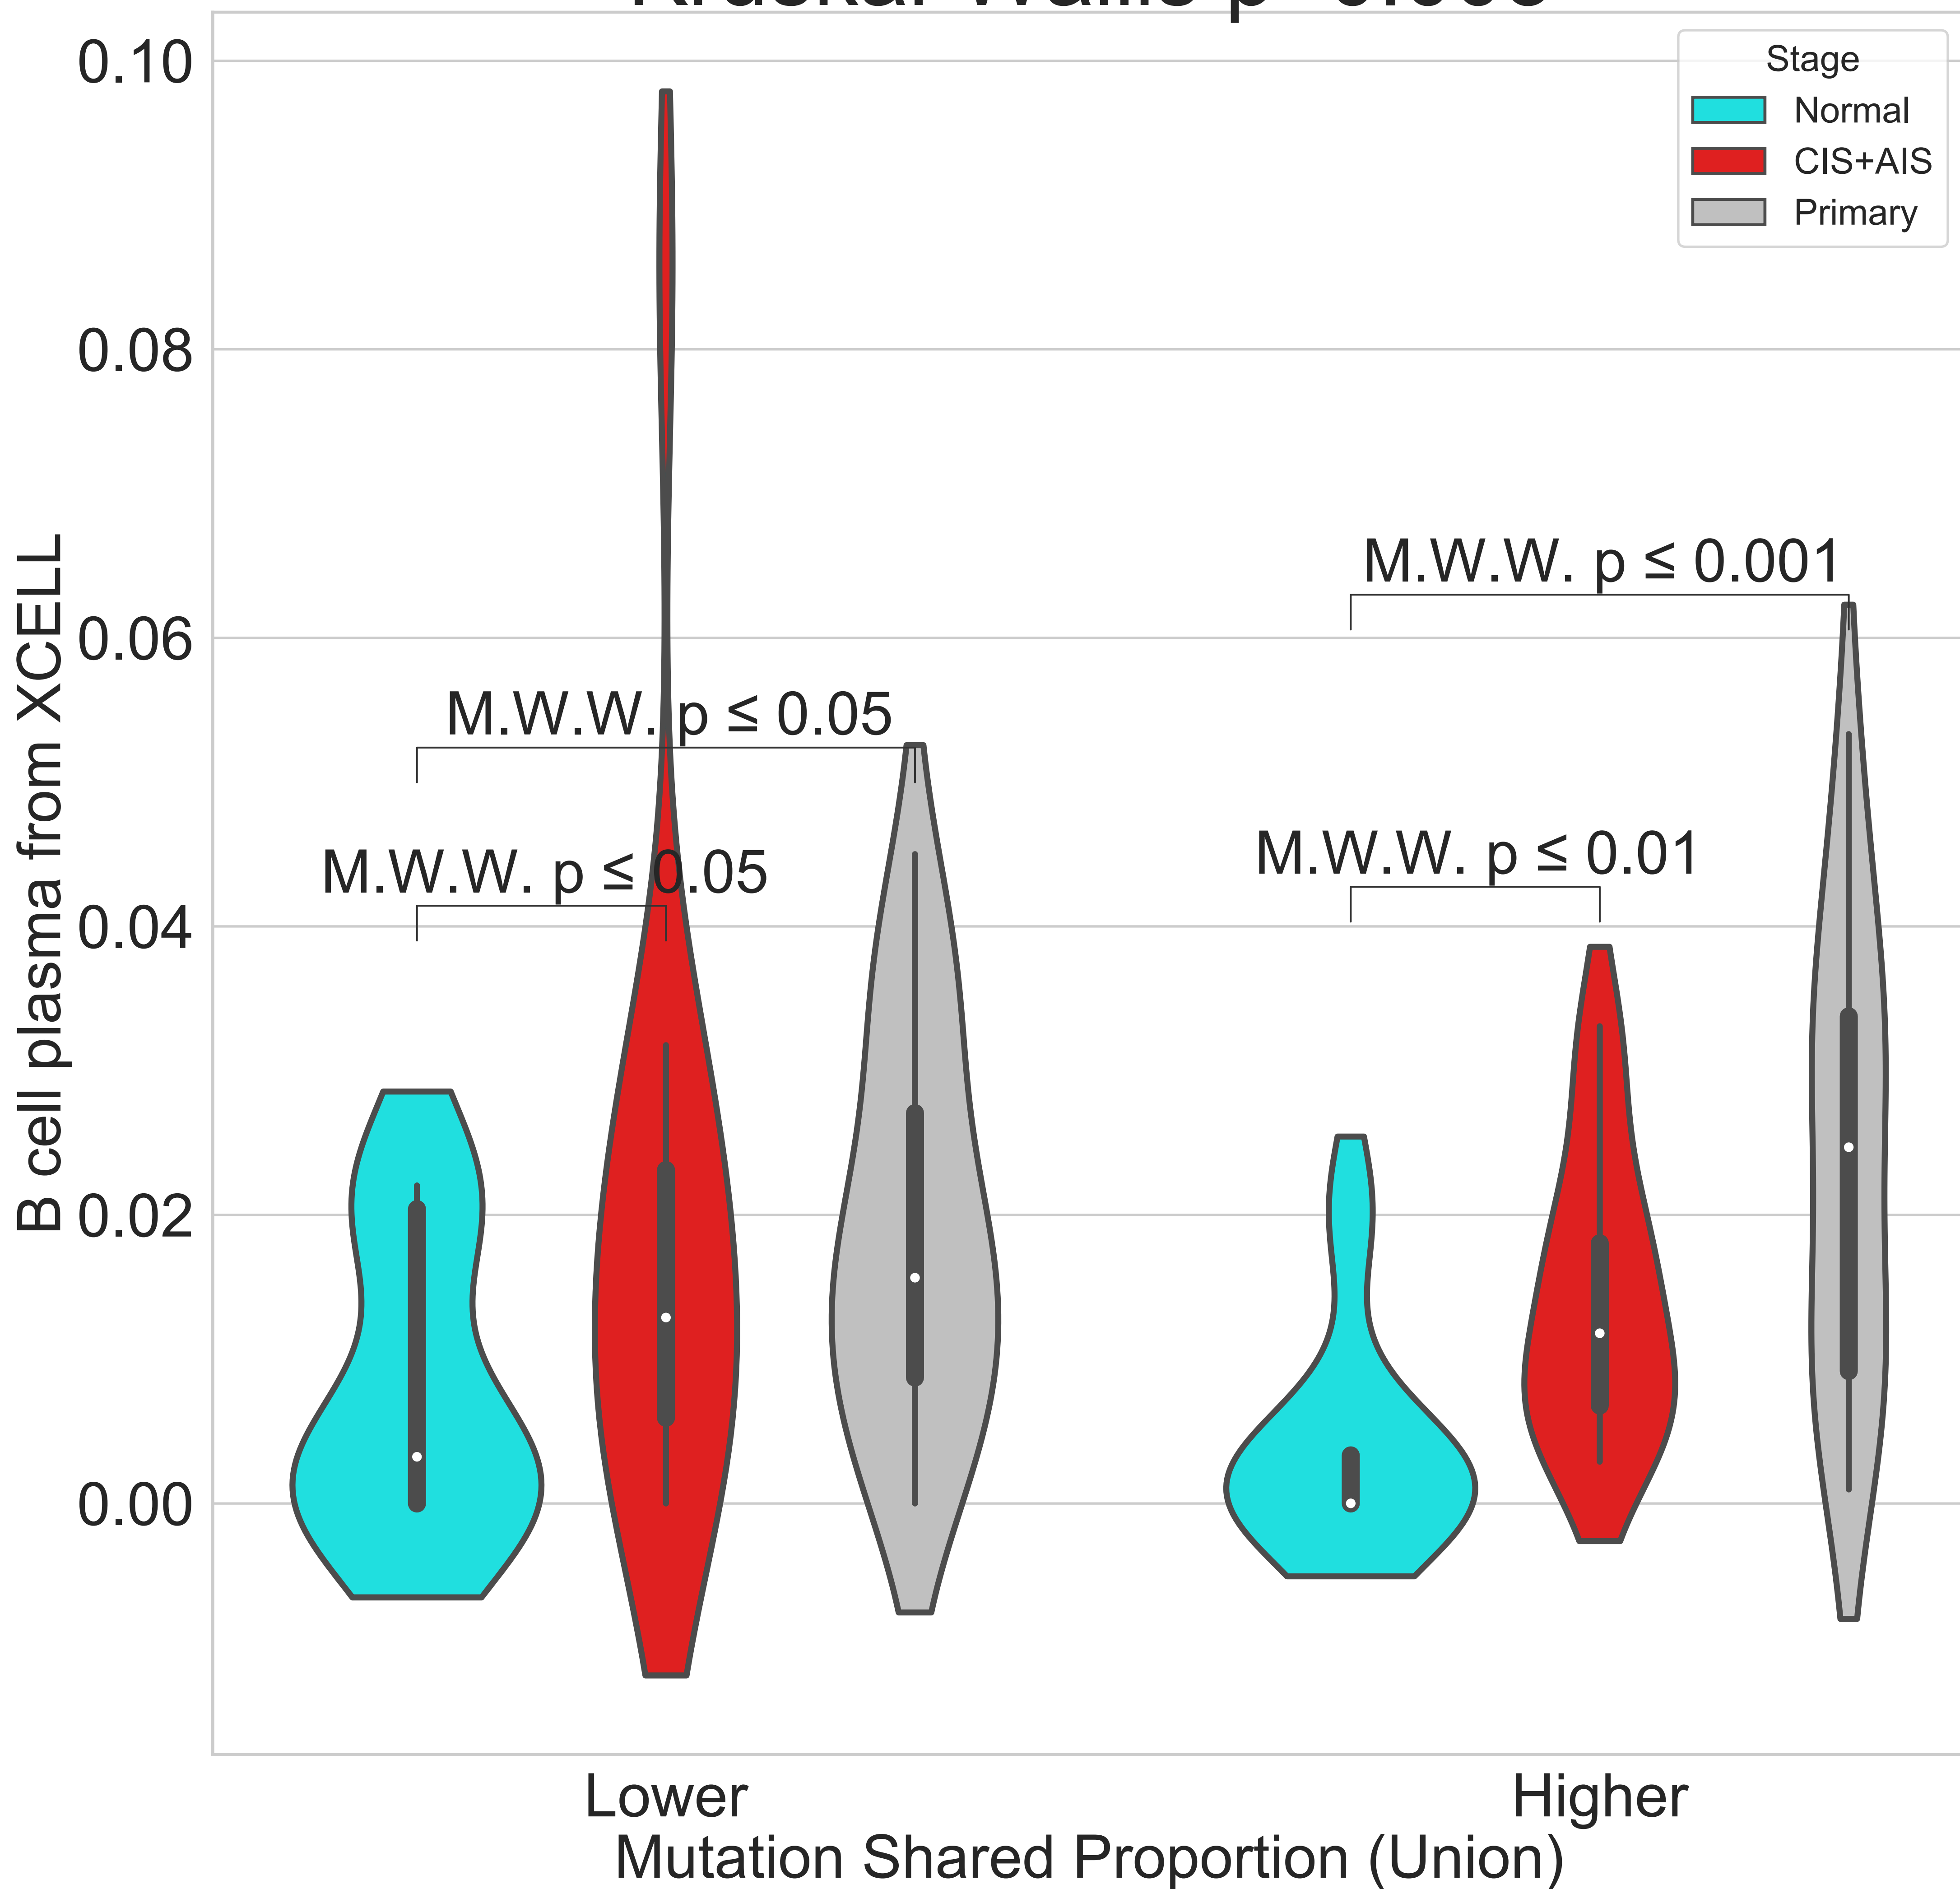 0.10
0.08
0.06
0.04
0.02
0.00
B cell plasma from XCELL
Stage
Normal
CIS+AIS
Primary
M.W.W. p ≤ 0.001
M.W.W. p ≤ 0.05
M.W.W. p ≤ 0.01
M.W.W. p ≤ 0.05
Lower
Higher
Mutation Shared Proportion (Union)